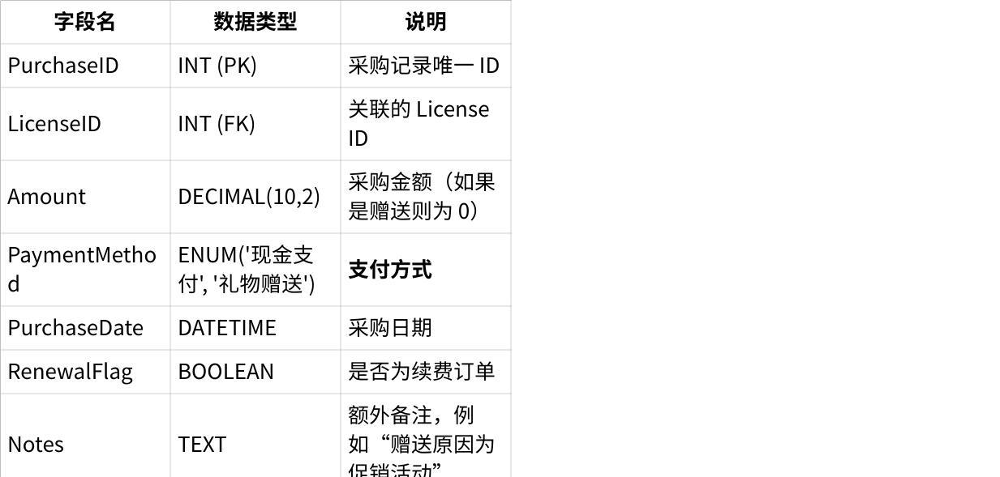 字段名 数据类型 说明
PurchaseID INT (PK) 采购记录唯一 ID
LicenseID INT (FK) 关联的 License
ID
Amount DECIMAL(10,2) 采购金额（如果
是赠送则为 0）
PaymentMetho
d ENUM('现金支
付', '礼物赠送') 支付方式
PurchaseDate DATETIME 采购日期
RenewalFlag BOOLEAN 是否为续费订单
Notes TEXT 额外备注，例
如“赠送原因为
促销活动”